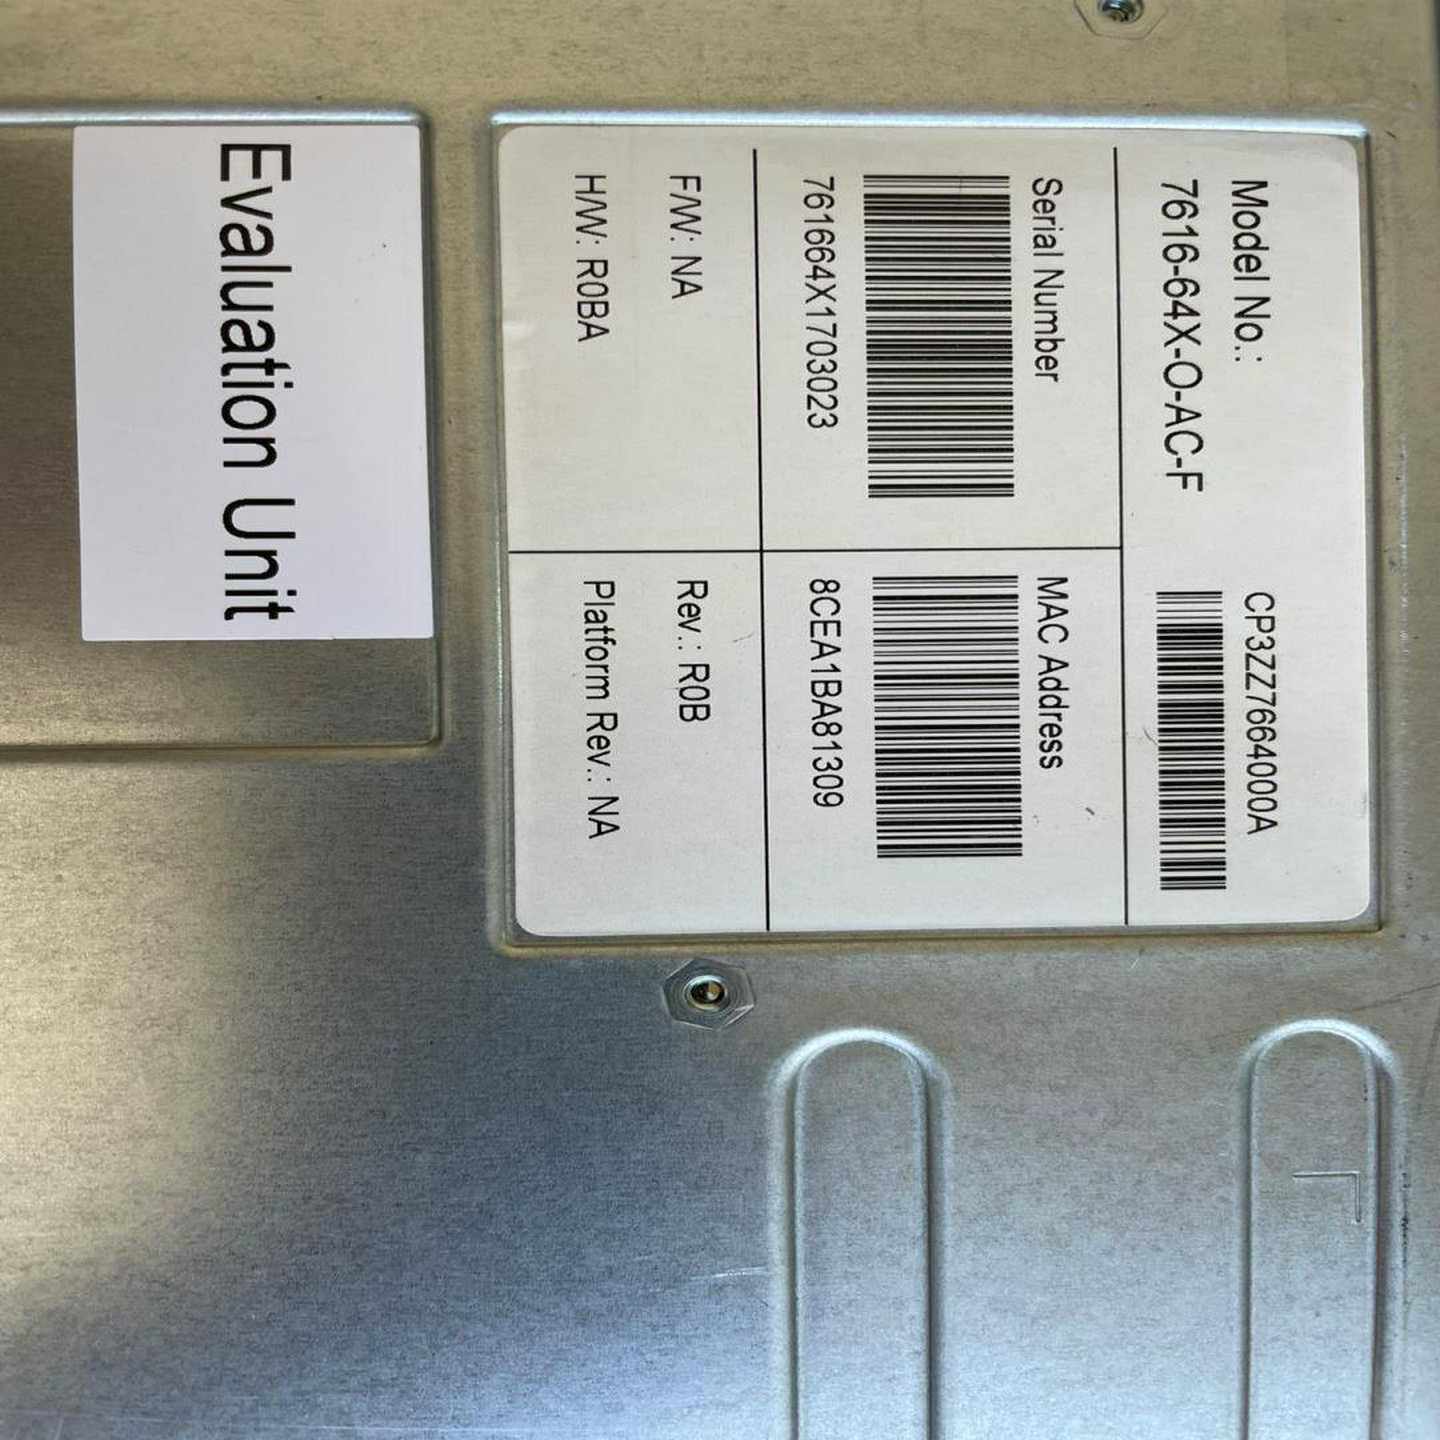 Model No.:
7616-64X-O-AC-F
CP3ZZ7664000A
Serial Number
761664X1703023
MAC Address
8CEA1BA81309
F/W: NA
H/W: R0BA
Rev.: R0B
Platform Rev.: NA
Evaluation Unit